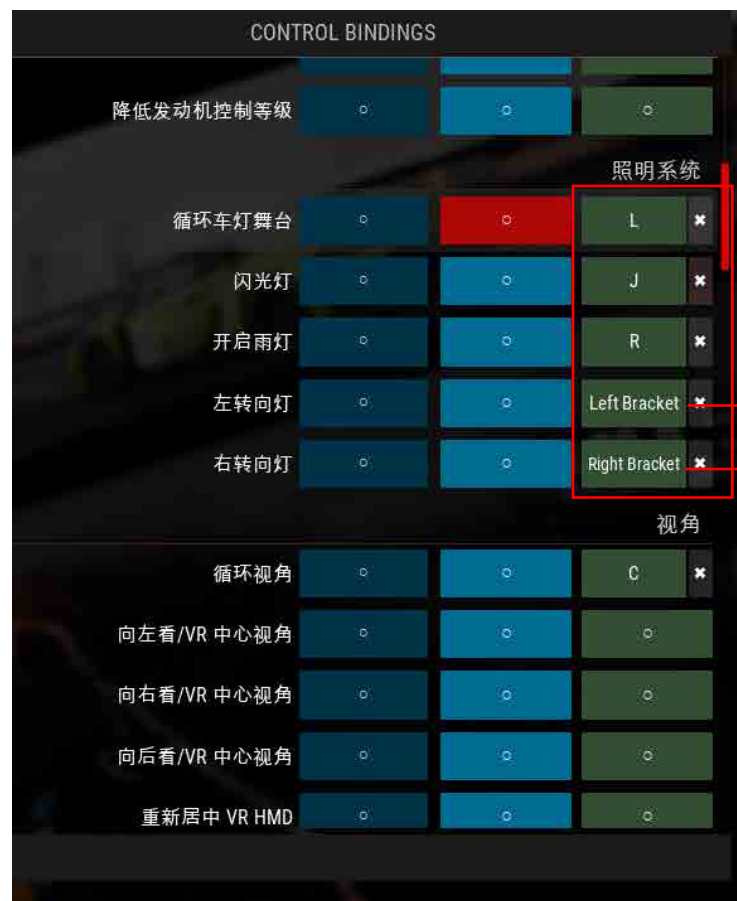 CONTROL BINDINGS
降低发动机控制等级
照明系统
循环车灯舞台 L
闪光灯 J
开启雨灯 R
左转向灯 Left Bracket
右转向灯 Right Bracket
视角
循环视角 C
向左看/VR 中心视角
向右看/VR 中心视角
向后看/VR 中心视角
重新居中 VR HMD